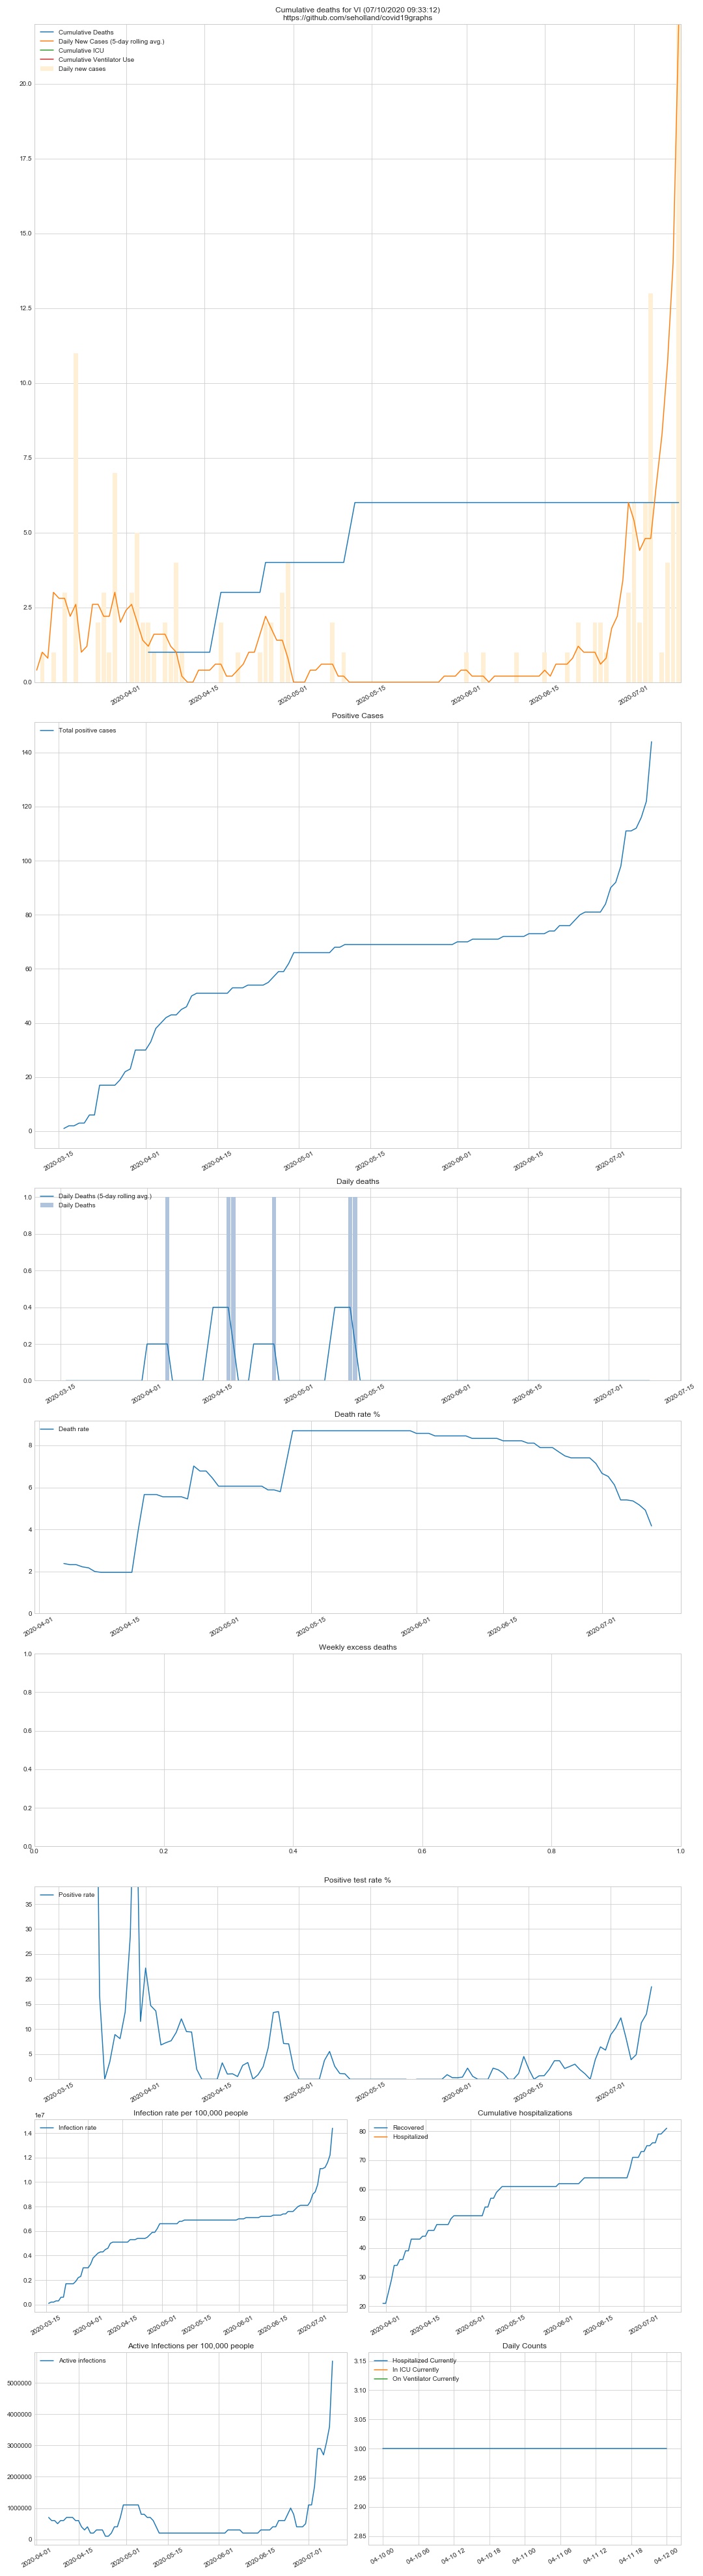 Cumulative deaths for VI (07/10/2020 09:33:12)
https://github.com/seholland/covid19graphs
Cumulative Deaths
Daily New Cases (5-day rolling avg.)
Cumulative ICU
Cumulative Ventilator Use
Daily new cases
20.0
17.5
15.0
12.5
10.0
7.5
5.0
2.5
0.0
2020-04-01 2020-04-15 2020-05-01 2020-05-15 2020-06-01 2020-06-15 2020-07-01
Positive Cases
Total positive cases
140
120
100
80
60
40
20
0
2020-03-15 2020-04-01 2020-04-15 2020-05-01 2020-05-15 2020-06-01 2020-06-15 2020-07-01
Daily deaths
Daily Deaths (5-day rolling avg.)
Daily Deaths
1.0
0.8
0.6
0.4
0.2
0.0
2020-03-15 2020-04-01 2020-04-15 2020-05-01 2020-05-15 2020-06-01 2020-06-15 2020-07-01 2020-07-15
Death rate %
Death rate
8
6
4
2
0
2020-04-01 2020-04-15 2020-05-01 2020-05-15 2020-06-01 2020-06-15 2020-07-01
Weekly excess deaths
1.0
0.8
0.6
0.4
0.2
0.0
0.0 0.2 0.4 0.6 0.8 1.0
Positive test rate %
Positive rate
35
30
25
20
15
10
5
0
2020-03-15 2020-04-01 2020-04-15 2020-05-01 2020-05-15 2020-06-01 2020-06-15 2020-07-01
Infection rate per 100,000 people
1e7
Infection rate
1.4
1.2
1.0
0.8
0.6
0.4
0.2
0.0
2020-03-15 2020-04-01 2020-04-15 2020-05-01 2020-05-15 2020-06-01 2020-06-15 2020-07-01
Cumulative hospitalizations
Recovered
Hospitalized
80
70
60
50
40
30
20
2020-04-01 2020-04-15 2020-05-01 2020-05-15 2020-06-01 2020-06-15 2020-07-01
Active Infections per 100,000 people
Active infections
5000000
4000000
3000000
2000000
1000000
0
2020-04-01 2020-04-15 2020-05-01 2020-05-15 2020-06-01 2020-06-15 2020-07-01
Daily Counts
Hospitalized Currently
In ICU Currently
On Ventilator Currently
3.15
3.10
3.05
3.00
2.95
2.90
2.85
04-10 00 04-10 06 04-10 12 04-10 18 04-11 00 04-11 06 04-11 12 04-11 18 04-12 00